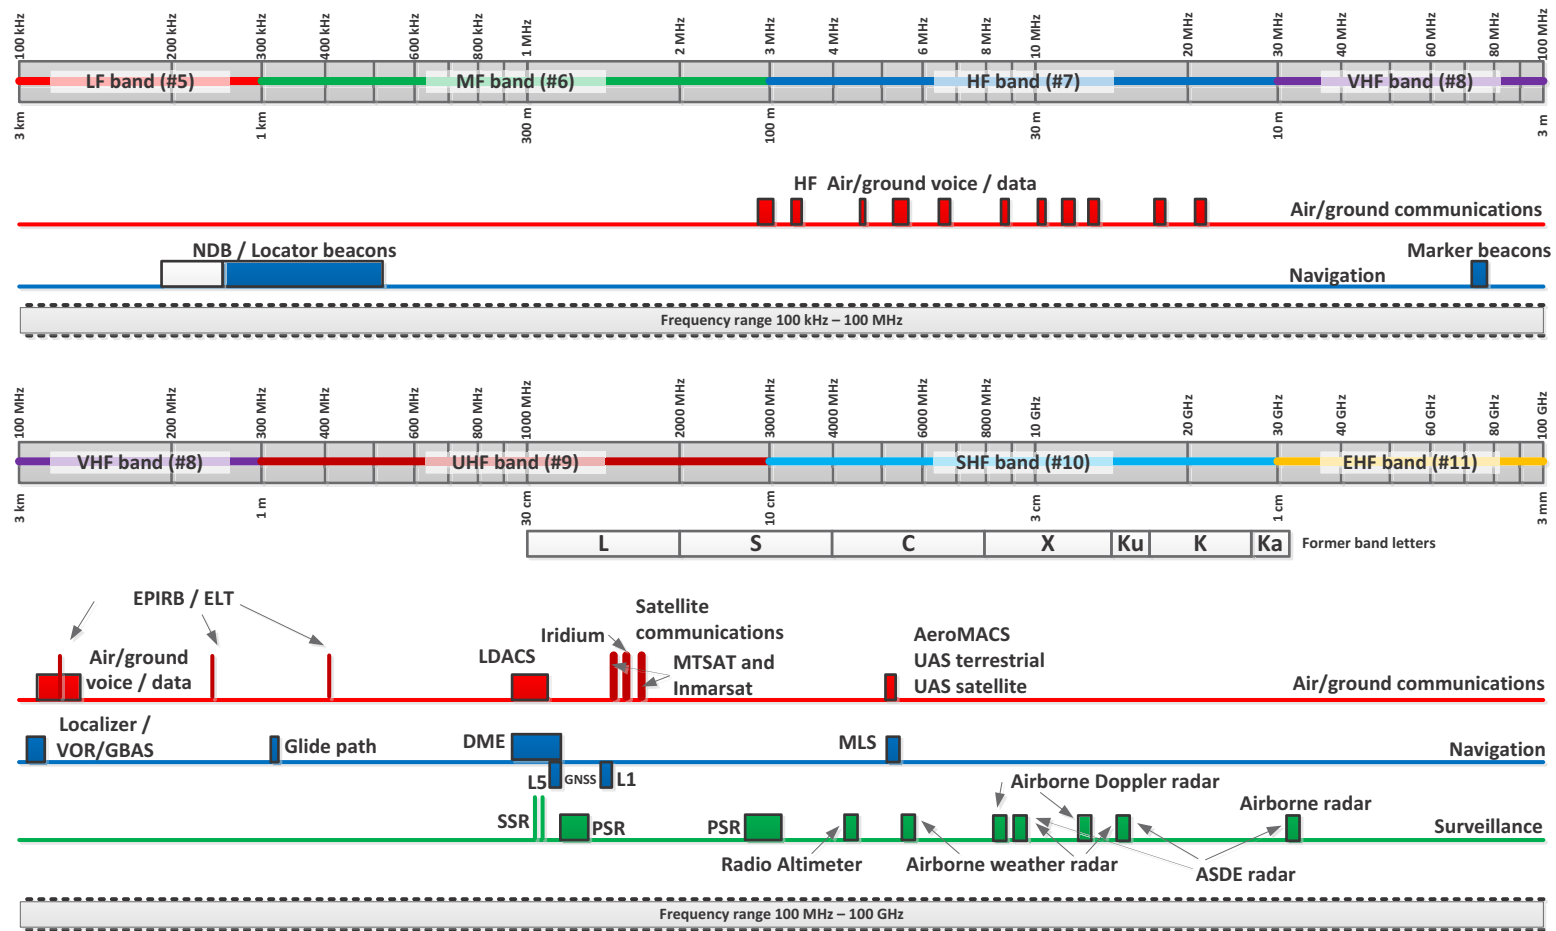 100 kHz
200 kHz
300 kHz
400 kHz
600 kHz
800 kHz
1 MHz
2 MHz
3 MHz
4 MHz
6 MHz
8 MHz
10 MHz
20 MHz
30 MHz
40 MHz
60 MHz
80 MHz
100 MHz
LF band (#5)
MF band (#6)
HF band (#7)
VHF band (#8)
3 km
1 km
300 m
100 m
30 m
10 m
3 m
HF Air/ground voice / data
Air/ground communications
NDB / Locator beacons
Marker beacons
Navigation
Frequency range 100 kHz – 100 MHz
100 MHz
200 MHz
300 MHz
400 MHz
600 MHz
800 MHz
1000 MHz
2000 MHz
3000 MHz
4000 MHz
6000 MHz
8000 MHz
10 GHz
20 GHz
30 GHz
40 GHz
60 GHz
80 GHz
100 GHz
VHF band (#8)
UHF band (#9)
SHF band (#10)
EHF band (#11)
3 km
1 m
30 cm
10 cm
3 cm
1 cm
3 mm
L
S
C
X
Ku
K
Ka
Former band letters
EPIRB / ELT
Air/ground
voice / data
LDACS
Iridium
Satellite
communications
MTSAT and
Inmarsat
AeroMACS
UAS terrestrial
UAS satellite
Air/ground communications
Localizer /
VOR/GBAS
Glide path
DME
L5
GNSS
L1
MLS
Navigation
SSR
PSR
PSR
Radio Altimeter
Airborne weather radar
Airborne Doppler radar
ASDE radar
Airborne radar
Surveillance
Frequency range 100 MHz – 100 GHz